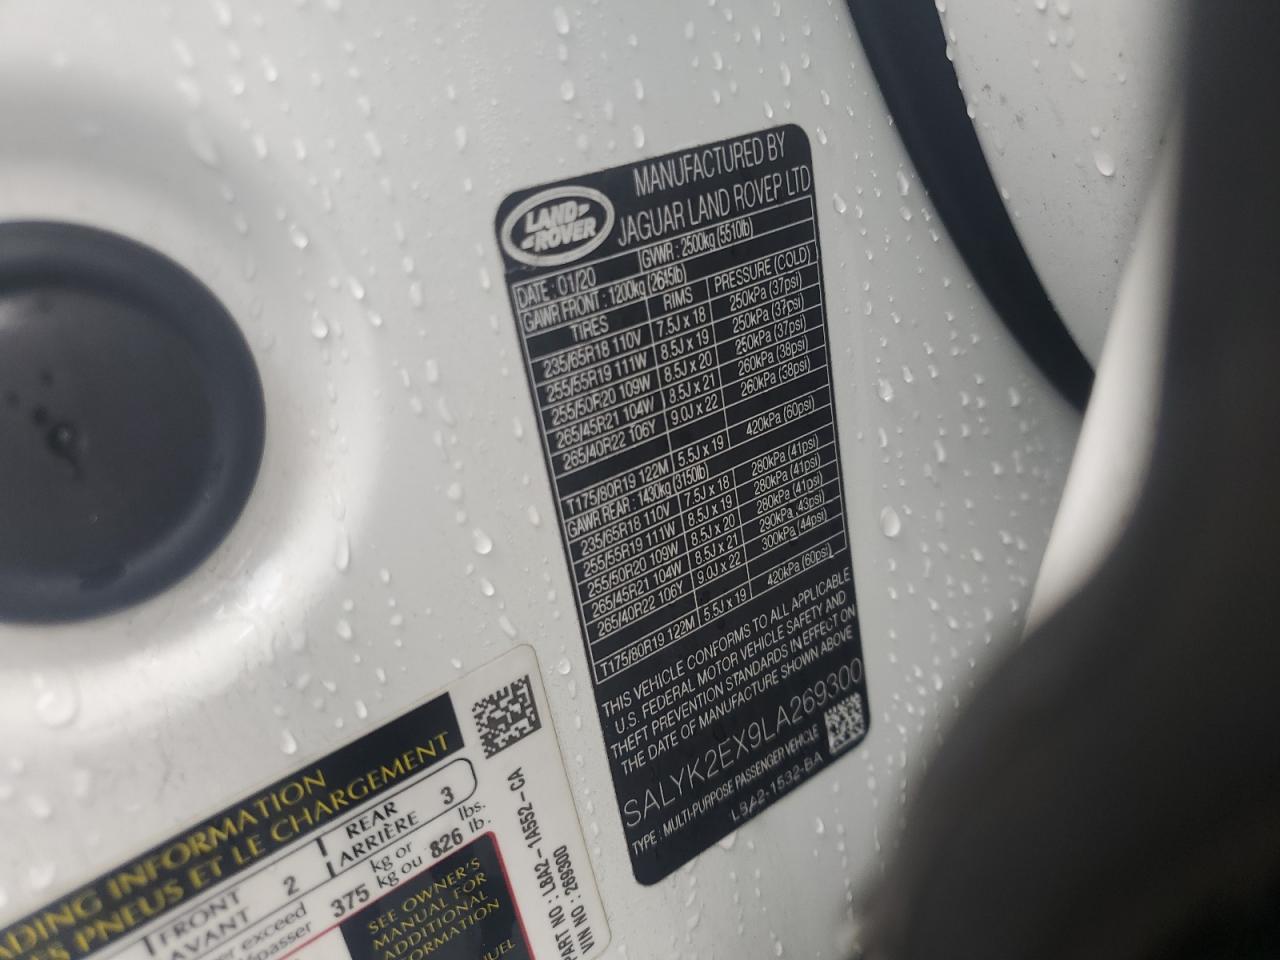 LAND ROVER
MANUFACTURED BY
JAGUAR LAND ROVER LTD
DATE : 01/20 GVWR : 2500kg (5510lb)
GAWR FRONT : 1200kg (2645lb)
TIRES RIMS PRESSURE (COLD)
235/65R18 110V 7.5J x 18 250kPa (37psi)
255/55R19 111W 8.5J x 19 250kPa (37psi)
255/50R20 109W 8.5J x 20 250kPa (37psi)
265/45R21 104W 8.5J x 21 260kPa (38psi)
265/40R22 106Y 9.0J x 22 260kPa (38psi)
T175/80R19 122M 5.5J x 19 420kPa (60psi)
GAWR REAR : 1430kg (3150lb)
235/65R18 110V 7.5J x 18 280kPa (41psi)
255/55R19 111W 8.5J x 19 280kPa (41psi)
255/50R20 109W 8.5J x 20 280kPa (41psi)
265/45R21 104W 8.5J x 21 290kPa (43psi)
265/40R22 106Y 9.0J x 22 300kPa (44psi)
T175/80R19 122M 5.5J x 19 420kPa (60psi)
THIS VEHICLE CONFORMS TO ALL APPLICABLE
U.S. FEDERAL MOTOR VEHICLE SAFETY AND
THEFT PREVENTION STANDARDS IN EFFECT ON
THE DATE OF MANUFACTURE SHOWN ABOVE
SALYK2EX9LA269300
TYPE : MULTI-PURPOSE PASSENGER VEHICLE
L8A2-1532-BA
ADING INFORMATION
ES PNEUS ET LE CHARGEMENT
FRONT 2 REAR 3
AVANT ARRIÈRE
er exceed 375 kg or 826 lbs.
passer kg ou lb.
SEE OWNER'S
MANUAL FOR
ADDITIONAL
FORMATION
UEL
PART NO : L8A2-1A552-CA
VIN NO : 269300